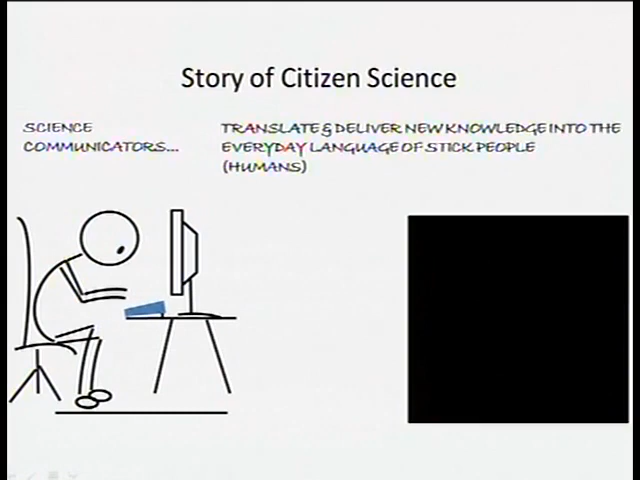 Story of Citizen Science
SCIENCE
COMMUNICATORS...
TRANSLATE & DELIVER NEW KNOWLEDGE INTO THE
EVERYDAY LANGUAGE OF STICK PEOPLE
(HUMANS)